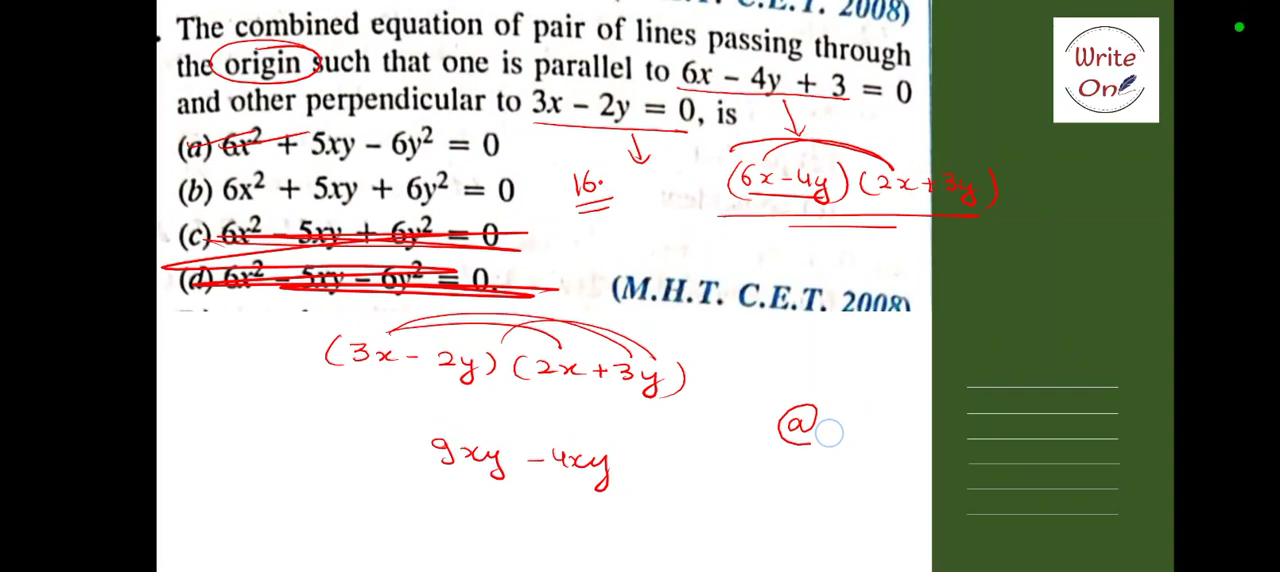 C.E.T. 2008)
The combined equation of pair of lines passing through
the origin such that one is parallel to 6x − 4y + 3 = 0
and other perpendicular to 3x − 2y = 0, is
(a) 6x² + 5xy − 6y² = 0
(b) 6x² + 5xy + 6y² = 0
(c) 6x² − 5xy + 6y² = 0
(d) 6x² − 5xy − 6y² = 0.
(M.H.T. C.E.T. 2008)
16.
(6x-4y)(2x+3y)
(3x-2y)(2x+3y)
9xy -4xy
a
Write
On